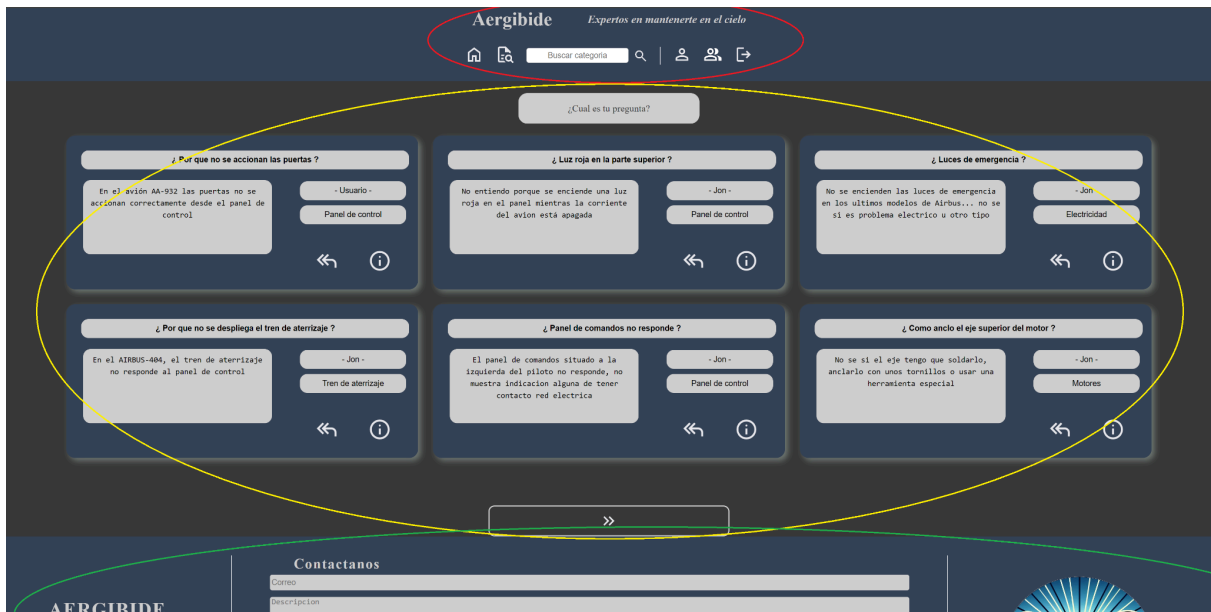 Aergibide
Expertos en mantenerte en el cielo
Buscar categoria
¿Cual es tu pregunta?
¿ Por que no se accionan las puertas ?
En el avión AA-932 las puertas no se
accionan correctamente desde el panel de
control
- Usuario -
Panel de control
¿ Luz roja en la parte superior ?
No entiendo porque se enciende una luz
roja en el panel mientras la corriente
del avion está apagada
- Jon -
Panel de control
¿ Luces de emergencia ?
No se encienden las luces de emergencia
en los ultimos modelos de Airbus... no se
si es problema electrico u otro tipo
- Jon -
Electricidad
¿ Por que no se despliega el tren de aterrizaje ?
En el AIRBUS-404, el tren de aterrizaje
no responde al panel de control
- Jon -
Tren de aterrizaje
¿ Panel de comandos no responde ?
El panel de comandos situado a la
izquierda del piloto no responde, no
muestra indicacion alguna de tener
contacto red electrica
- Jon -
Panel de control
¿ Como anclo el eje superior del motor ?
No se si el eje tengo que soldarlo,
anclarlo con unos tornillos o usar una
herramienta especial
- Jon -
Motores
Contactanos
Correo
Descripcion
AERGIBIDE